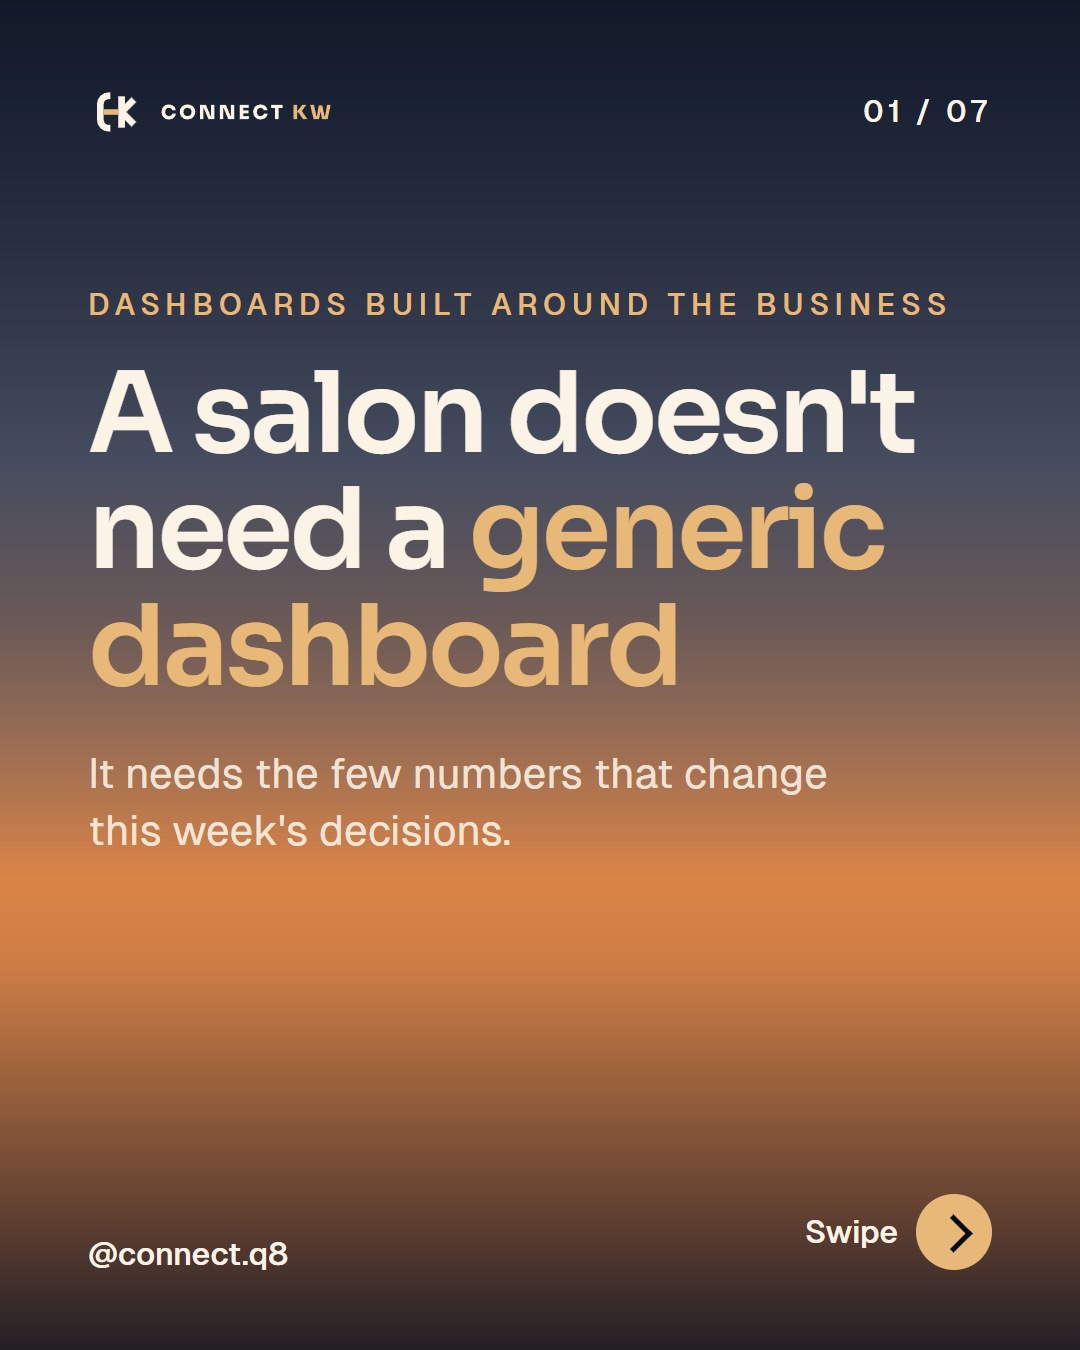 CONNECT KW
01 / 07
DASHBOARDS BUILT AROUND THE BUSINESS
A salon doesn't
need a generic
dashboard
It needs the few numbers that change
this week's decisions.
@connect.q8
Swipe